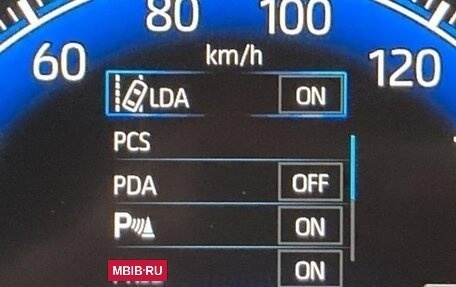 60 80 100 120
km/h
LDA ON
PCS
PDA OFF
P ON
MBIB·RU ON